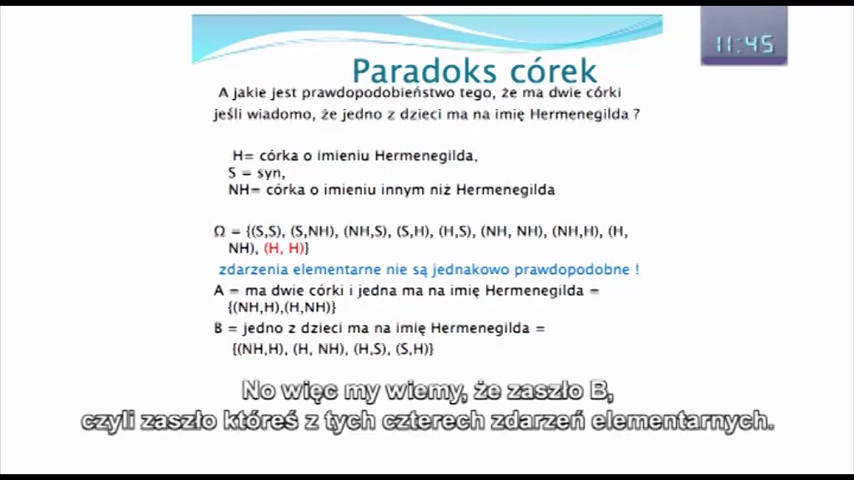 11:45
Paradoks córek
A jakie jest prawdopodobieństwo tego, że ma dwie córki
jeśli wiadomo, że jedno z dzieci ma na imię Hermenegilda ?
H= córka o imieniu Hermenegilda,
S = syn,
NH= córka o imieniu innym niż Hermenegilda
Ω = {(S,S), (S,NH), (NH,S), (S,H), (H,S), (NH, NH), (NH,H), (H,
NH), (H, H)}
zdarzenia elementarne nie są jednakowo prawdopodobne !
A = ma dwie córki i jedna ma na imię Hermenegilda =
{(NH,H),(H,NH)}
B = jedno z dzieci ma na imię Hermenegilda =
{(NH,H), (H, NH), (H,S), (S,H)}
No więc my wiemy, że zaszło B,
czyli zaszło któreś z tych czterech zdarzeń elementarnych.